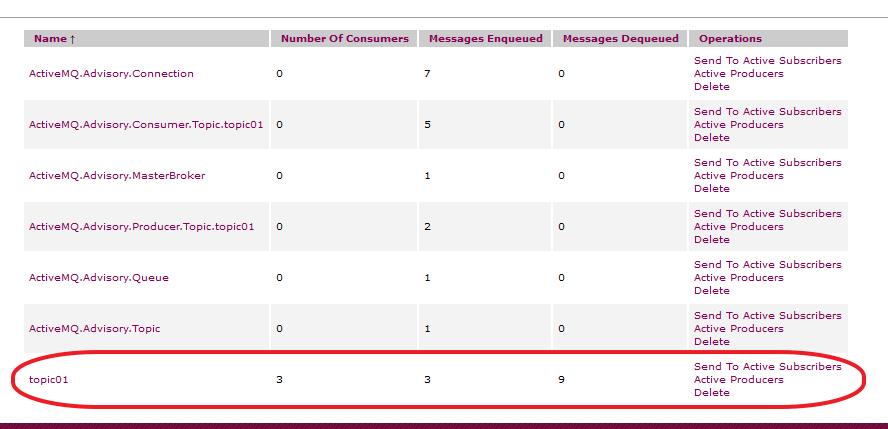 Name ↑ Number Of Consumers Messages Enqueued Messages Dequeued Operations
ActiveMQ.Advisory.Connection 0 7 0 Send To Active Subscribers
Active Producers
Delete
ActiveMQ.Advisory.Consumer.Topic.topic01 0 5 0 Send To Active Subscribers
Active Producers
Delete
ActiveMQ.Advisory.MasterBroker 0 1 0 Send To Active Subscribers
Active Producers
Delete
ActiveMQ.Advisory.Producer.Topic.topic01 0 2 0 Send To Active Subscribers
Active Producers
Delete
ActiveMQ.Advisory.Queue 0 1 0 Send To Active Subscribers
Active Producers
Delete
ActiveMQ.Advisory.Topic 0 1 0 Send To Active Subscribers
Active Producers
Delete
topic01 3 3 9 Send To Active Subscribers
Active Producers
Delete